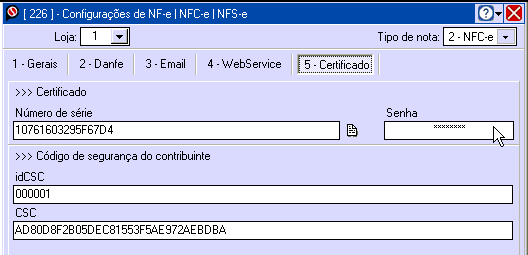 [ 226 ] - Configurações de NF-e | NFC-e | NFS-e
Loja: 1 Tipo de nota: 2 - NFC-e
1 - Gerais 2 - Danfe 3 - Email 4 - WebService 5 - Certificado
>>> Certificado
Número de série Senha
10761603295F67D4 ********
>>> Código de segurança do contribuinte
idCSC
000001
CSC
AD80D8F2B05DEC81553F5AE972AEBDBA